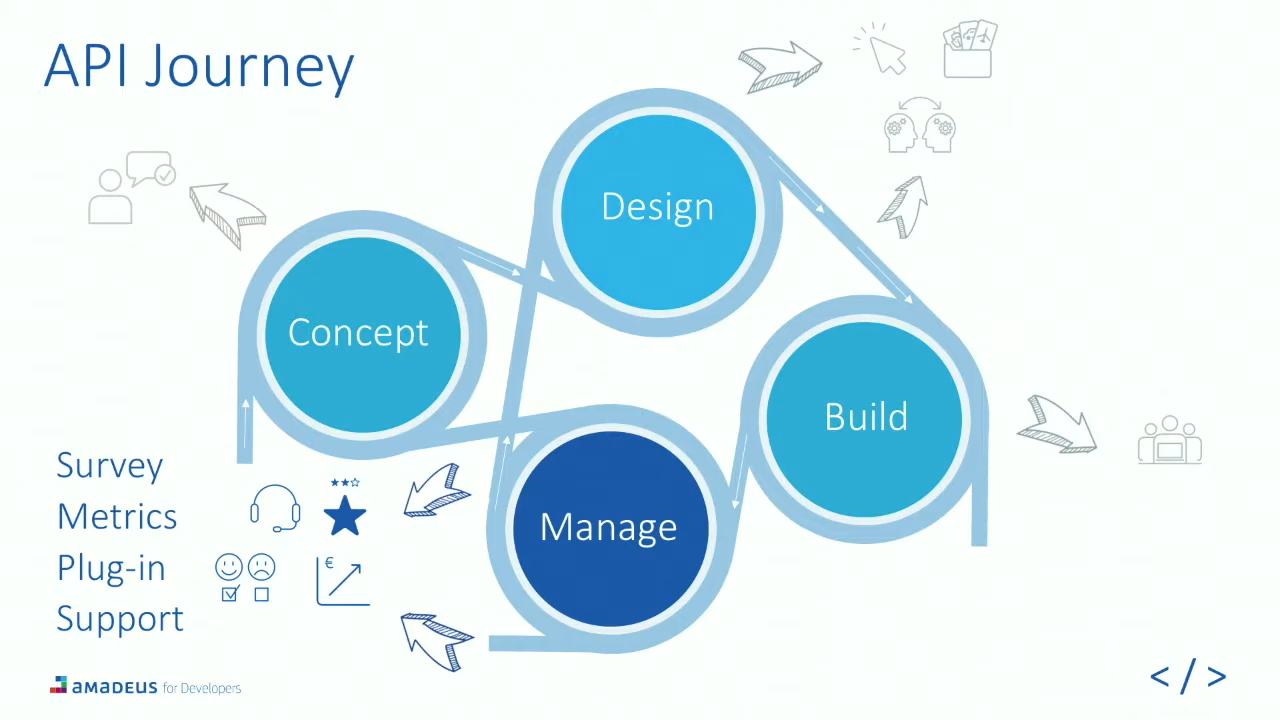 API Journey
Design
Concept
Build
Manage
Survey
Metrics
Plug-in
Support
€
amadeus for Developers
< / >